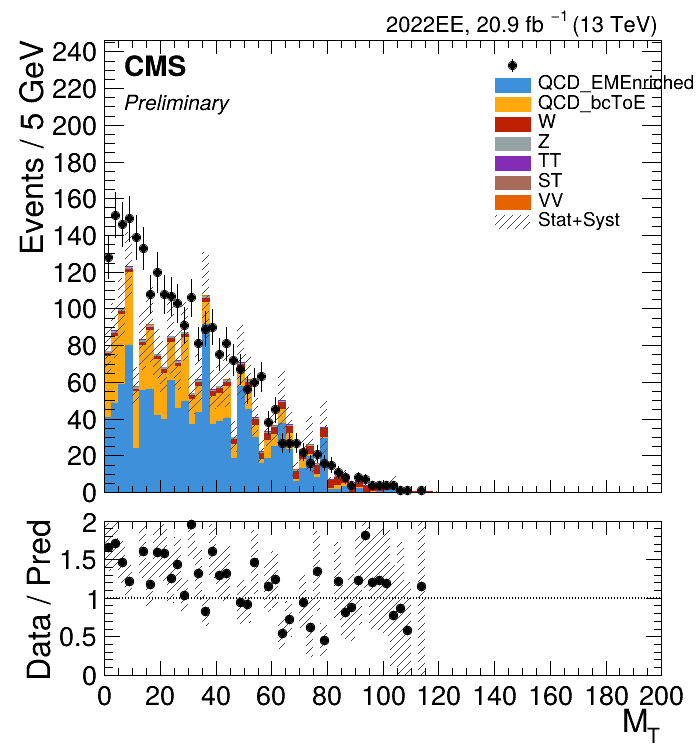 2022EE, 20.9 fb⁻¹ (13 TeV)
CMS
Preliminary
QCD_EMEnriched
QCD_bcToE
W
Z
TT
ST
VV
Stat+Syst
Events / 5 GeV
240
220
200
180
160
140
120
100
80
60
40
20
0
Data / Pred
2
1.5
1
0.5
0
0 20 40 60 80 100 120 140 160 180 200
M_T